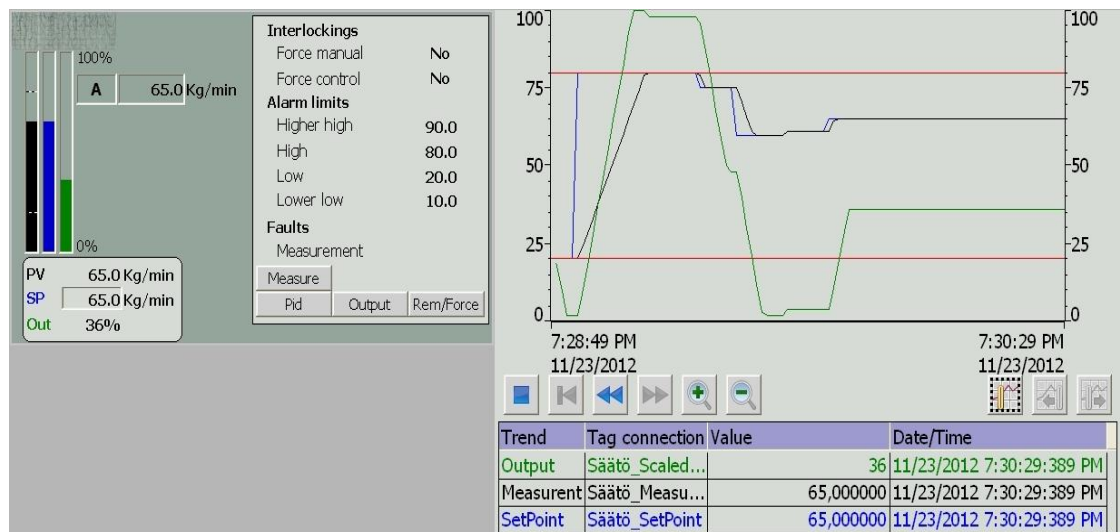 100%
A 65.0 Kg/min
0%
PV 65.0 Kg/min
SP 65.0 Kg/min
Out 36%
Interlockings
Force manual No
Force control No
Alarm limits
Higher high 90.0
High 80.0
Low 20.0
Lower low 10.0
Faults
Measurement
Measure
Pid Output Rem/Force
100 100
75 75
50 50
25 25
0 0
7:28:49 PM 7:30:29 PM
11/23/2012 11/23/2012
Trend Tag connection Value Date/Time
Output Säätö_Scaled... 36 11/23/2012 7:30:29:389 PM
Measurent Säätö_Measu... 65,000000 11/23/2012 7:30:29:389 PM
SetPoint Säätö_SetPoint 65,000000 11/23/2012 7:30:29:389 PM